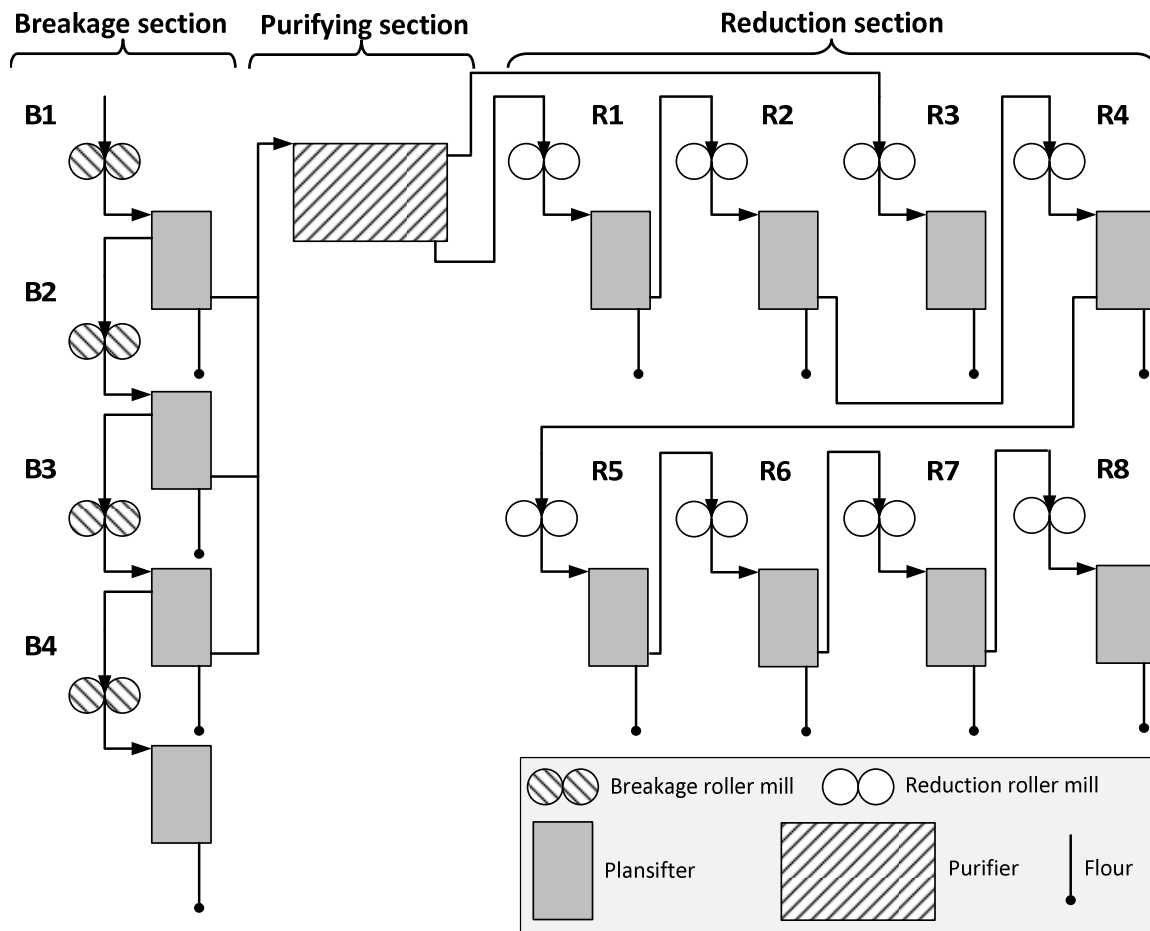 Breakage section
Purifying section
Reduction section
B1
R1
R2
R3
R4
B2
B3
R5
R6
R7
R8
B4
Breakage roller mill
Reduction roller mill
Plansifter
Purifier
Flour